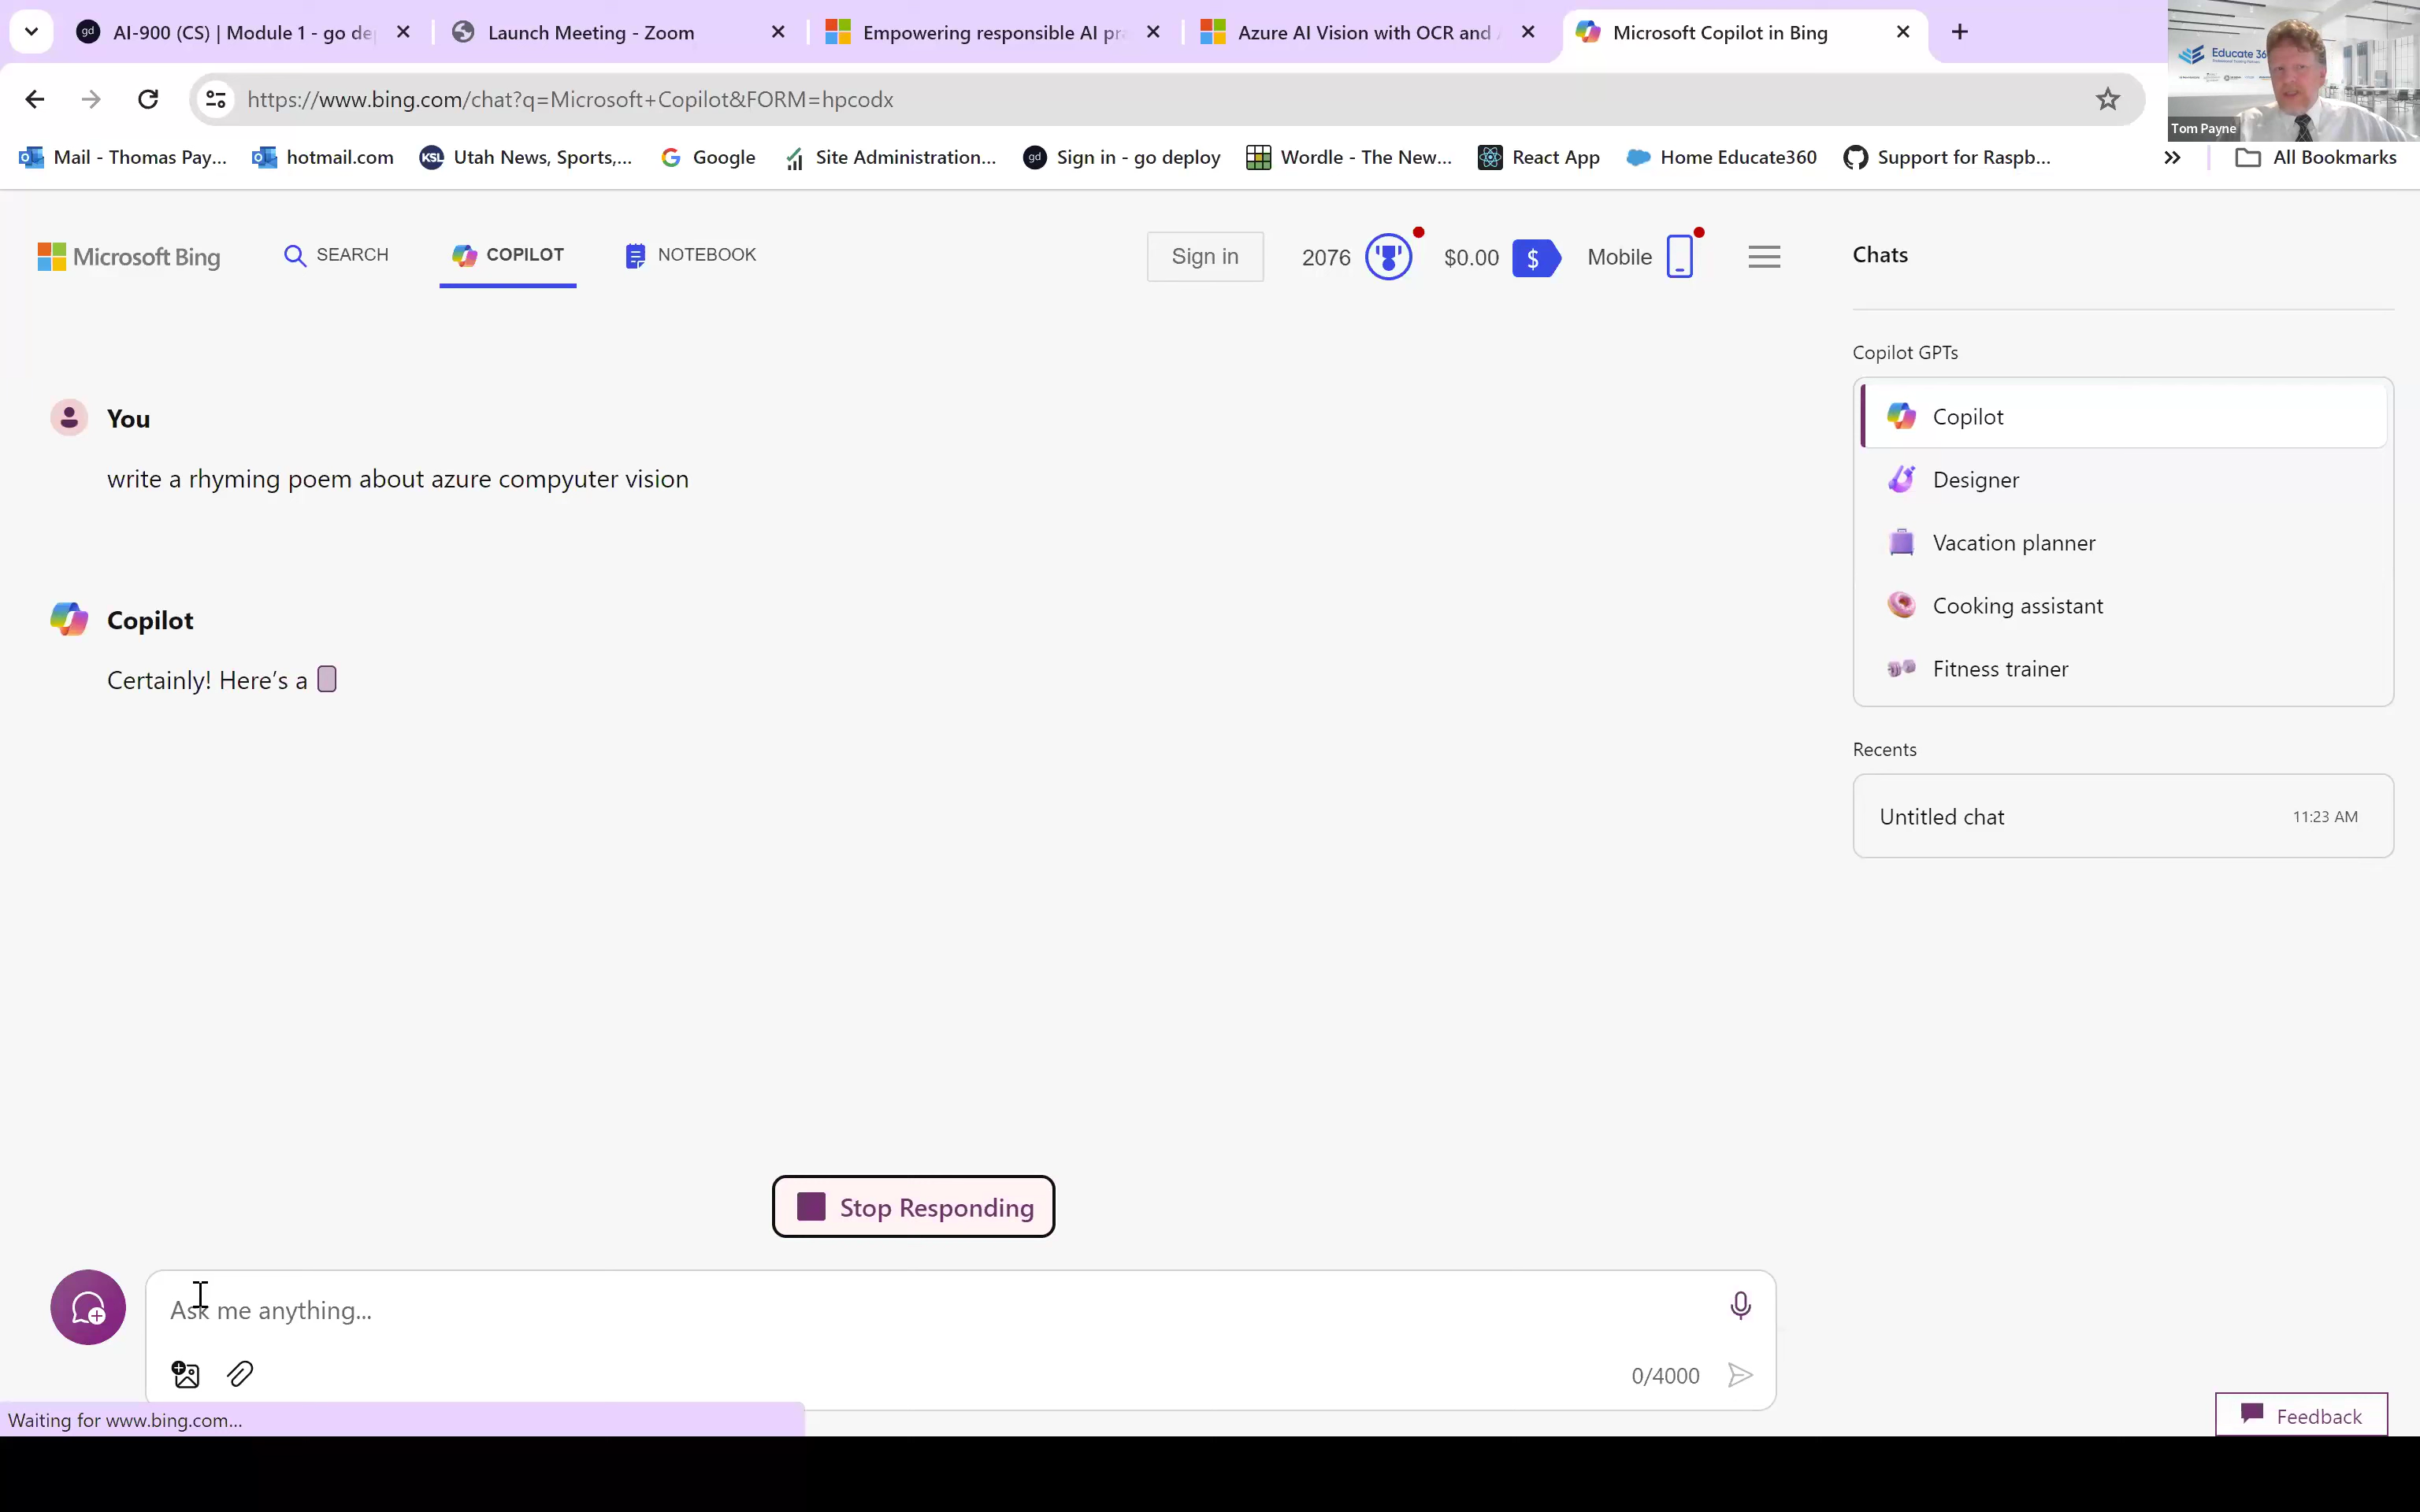 AI-900 (CS) | Module 1 - go de
Launch Meeting - Zoom
Empowering responsible AI pr
Azure AI Vision with OCR and
Microsoft Copilot in Bing
https://www.bing.com/chat?q=Microsoft+Copilot&FORM=hpcodx
Educate 36
Tom Payne
Mail - Thomas Pay...
hotmail.com
KSL
Utah News, Sports,...
Google
Site Administration...
gd
Sign in - go deploy
Wordle - The New...
React App
Home Educate360
Support for Raspb...
All Bookmarks
Microsoft Bing
SEARCH
COPILOT
NOTEBOOK
Sign in
2076
$0.00
$
Mobile
Chats
Copilot GPTs
You
Copilot
write a rhyming poem about azure compyuter vision
Designer
Vacation planner
Copilot
Cooking assistant
Certainly! Here's a
Fitness trainer
Recents
Untitled chat
11:23 AM
Stop Responding
Ask me anything...
0/4000
Waiting for www.bing.com...
Feedback